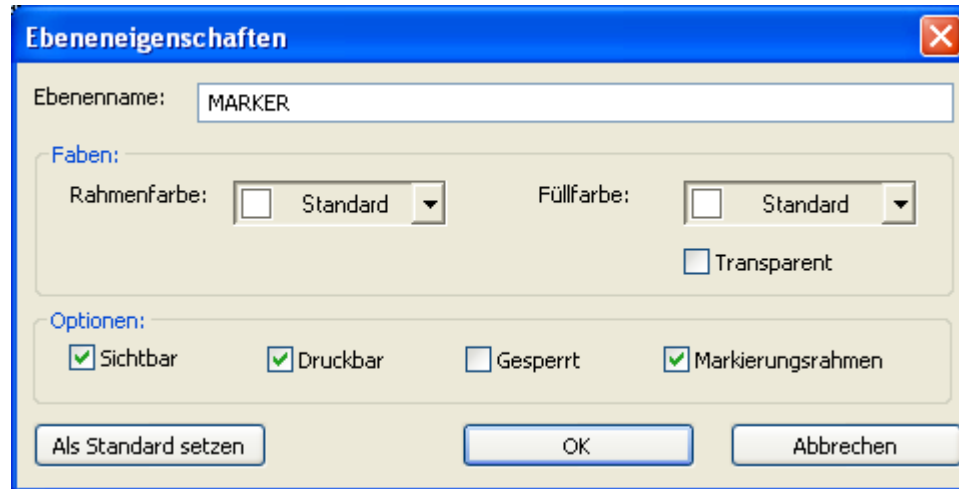 Ebeneneigenschaften
Ebenenname: MARKER
Faben:
Rahmenfarbe: Standard Füllfarbe: Standard
Transparent
Optionen:
Sichtbar Druckbar Gesperrt Markierungsrahmen
Als Standard setzen OK Abbrechen